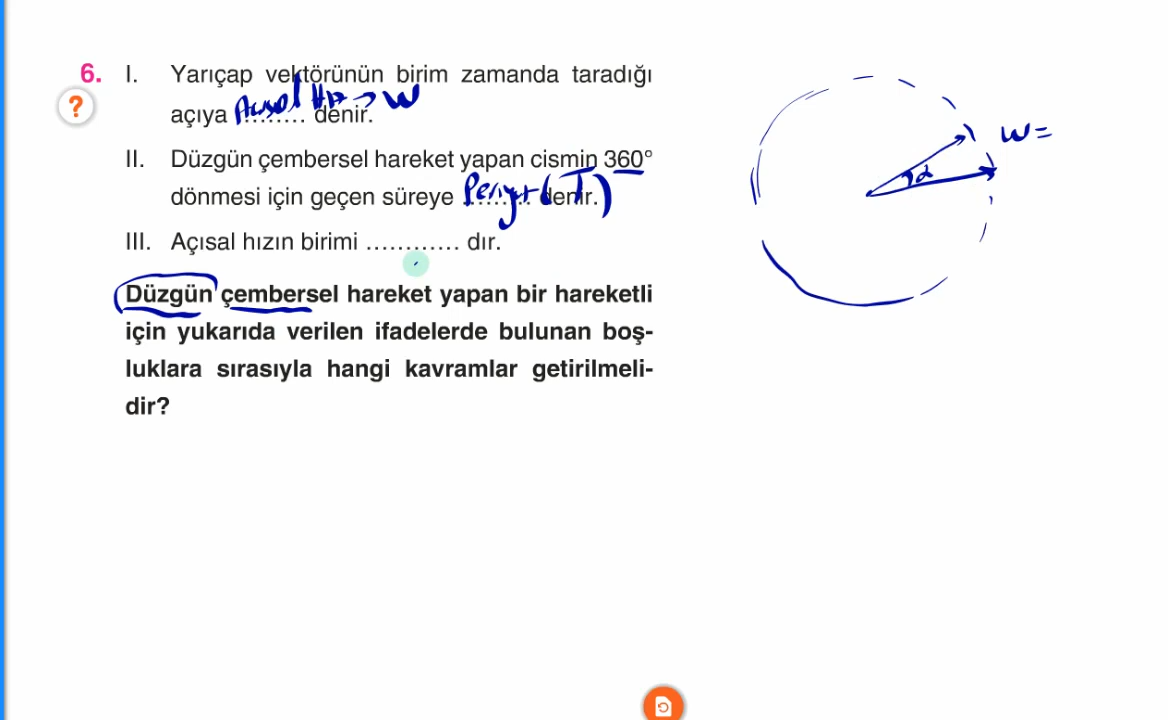 6. I. Yarıçap vektörünün birim zamanda taradığı
açıya ........ denir.
Açısal Hız → w
II. Düzgün çembersel hareket yapan cismin 360°
dönmesi için geçen süreye ......... denir.
Periyot (T)
III. Açısal hızın birimi ............ dır.
Düzgün çembersel hareket yapan bir hareketli
için yukarıda verilen ifadelerde bulunan boş-
luklara sırasıyla hangi kavramlar getirilmeli-
dir?
?
w =
α